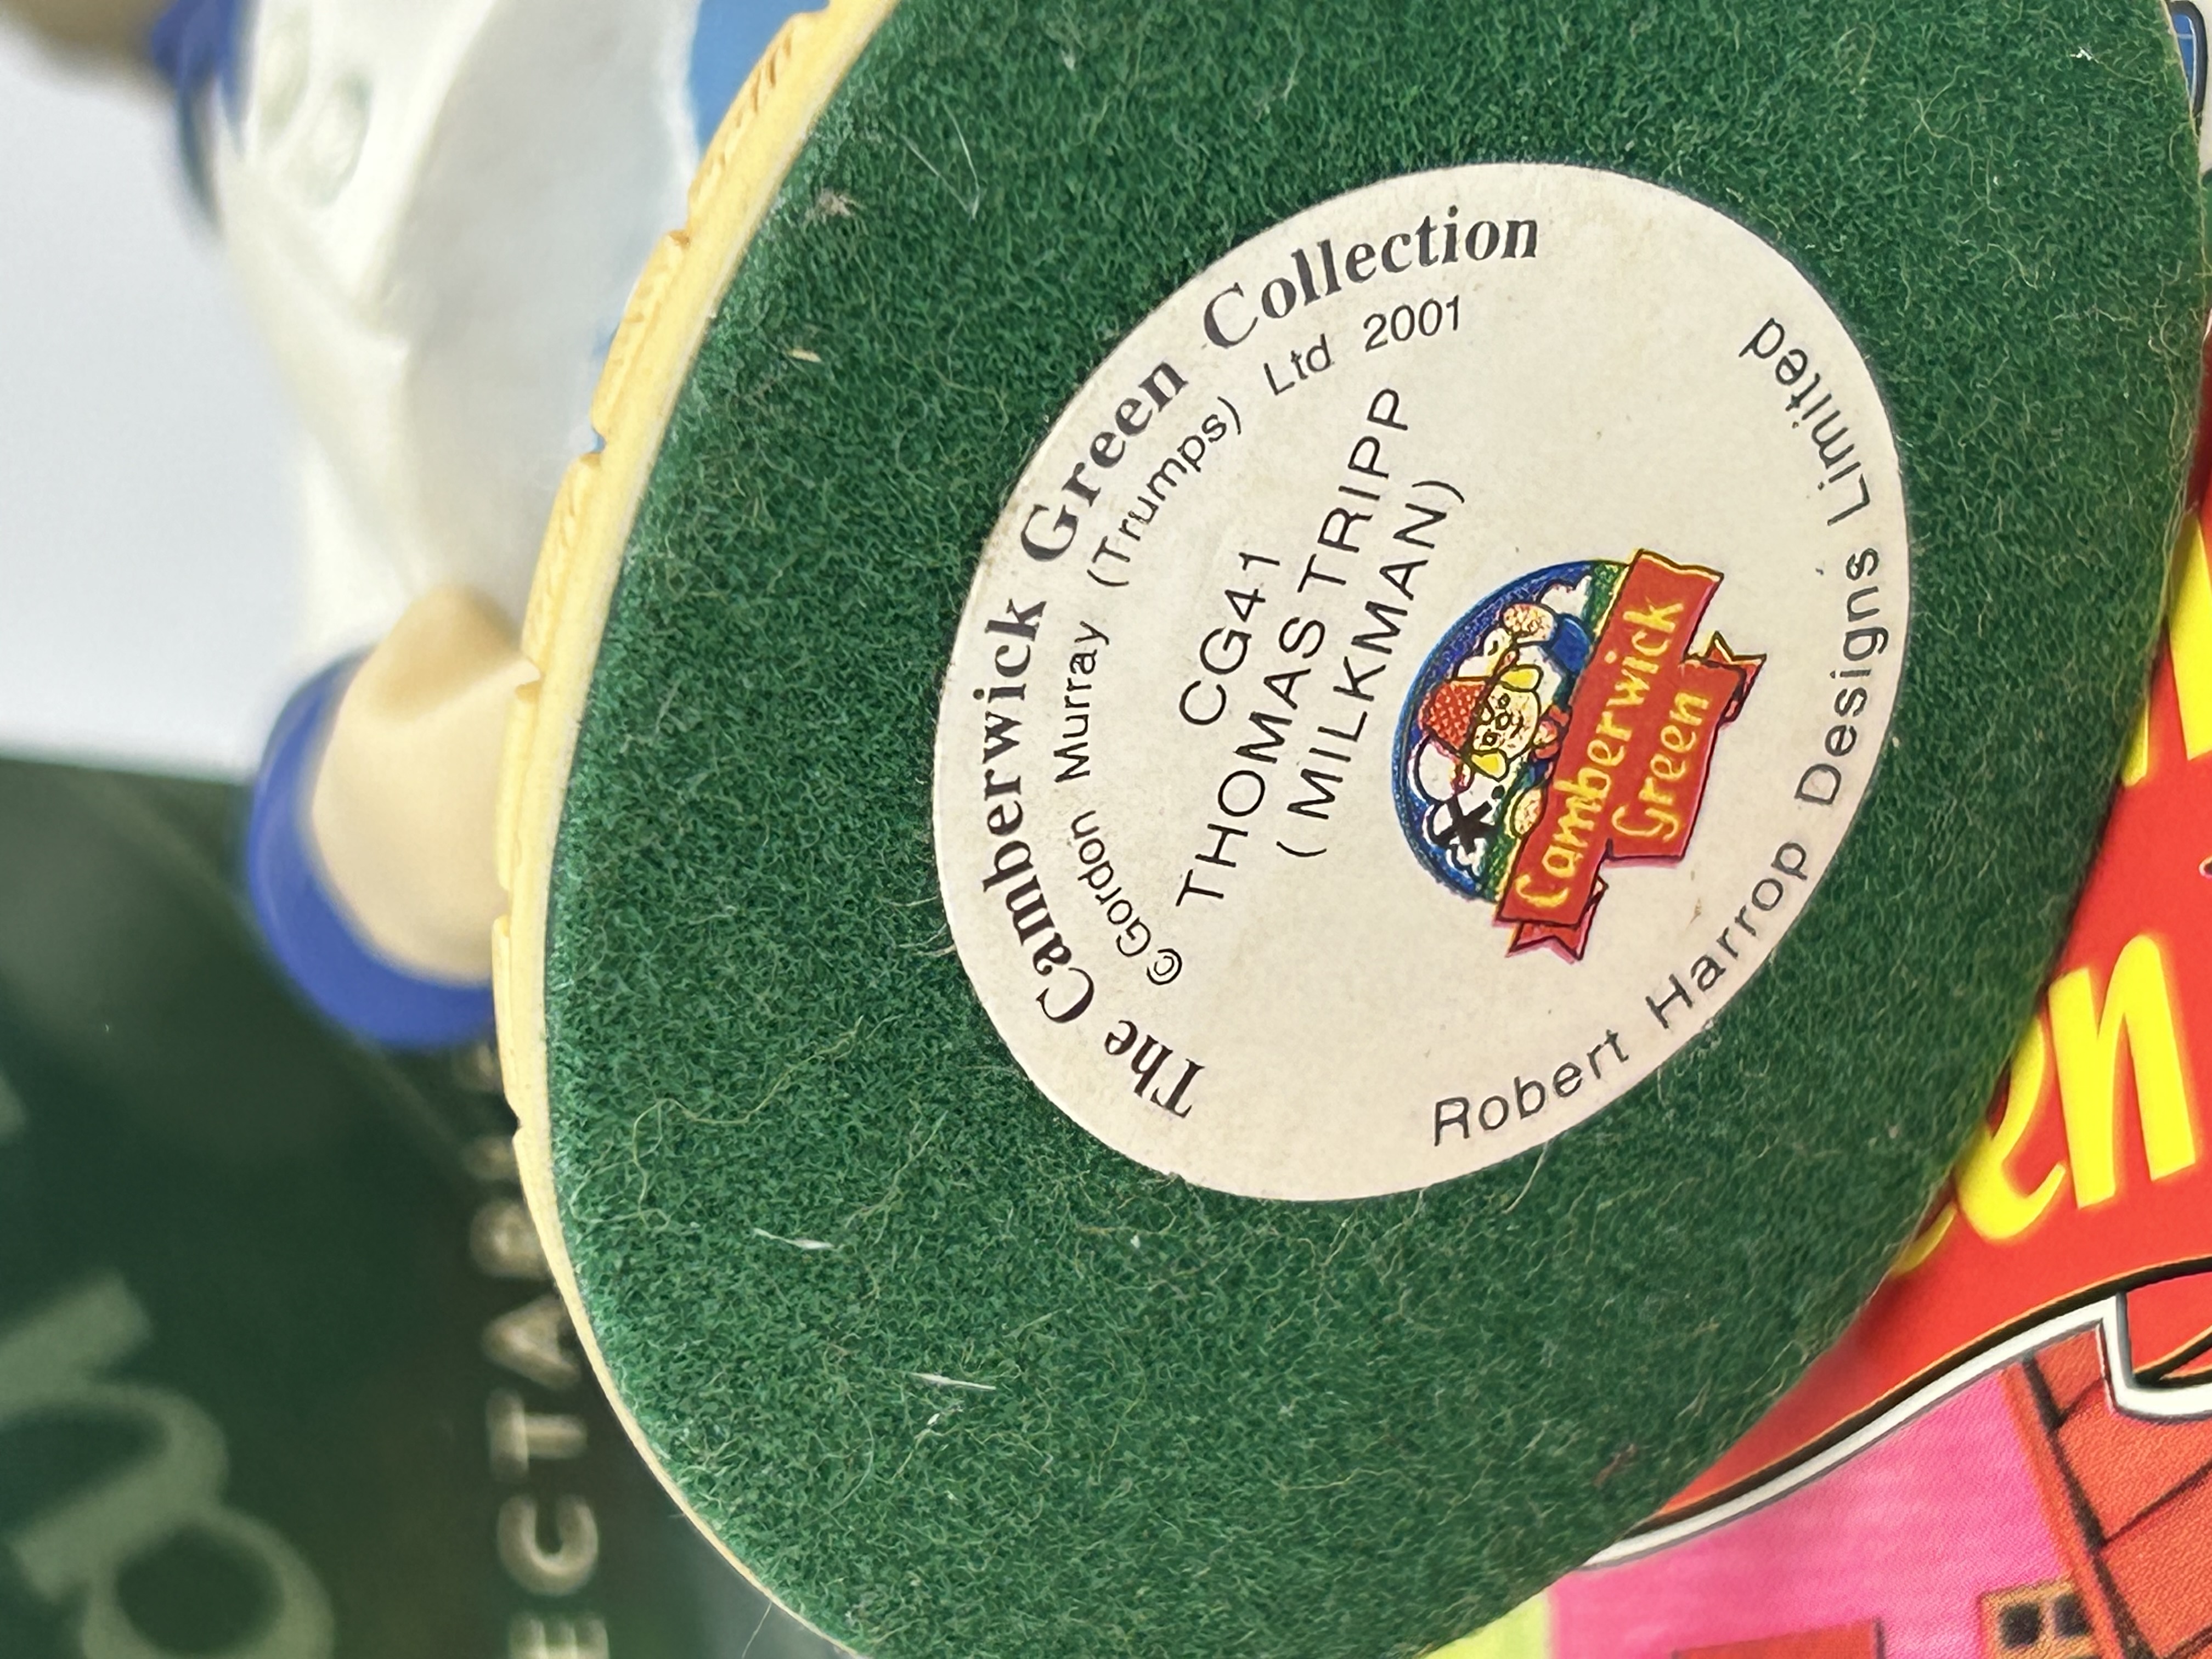 The Camberwick Green Collection
©Gordon Murray (Trumps) Ltd 2001
CG41
THOMAS TRIPP
(MILKMAN)
Camberwick
Green
Robert Harrop Designs Limited
en